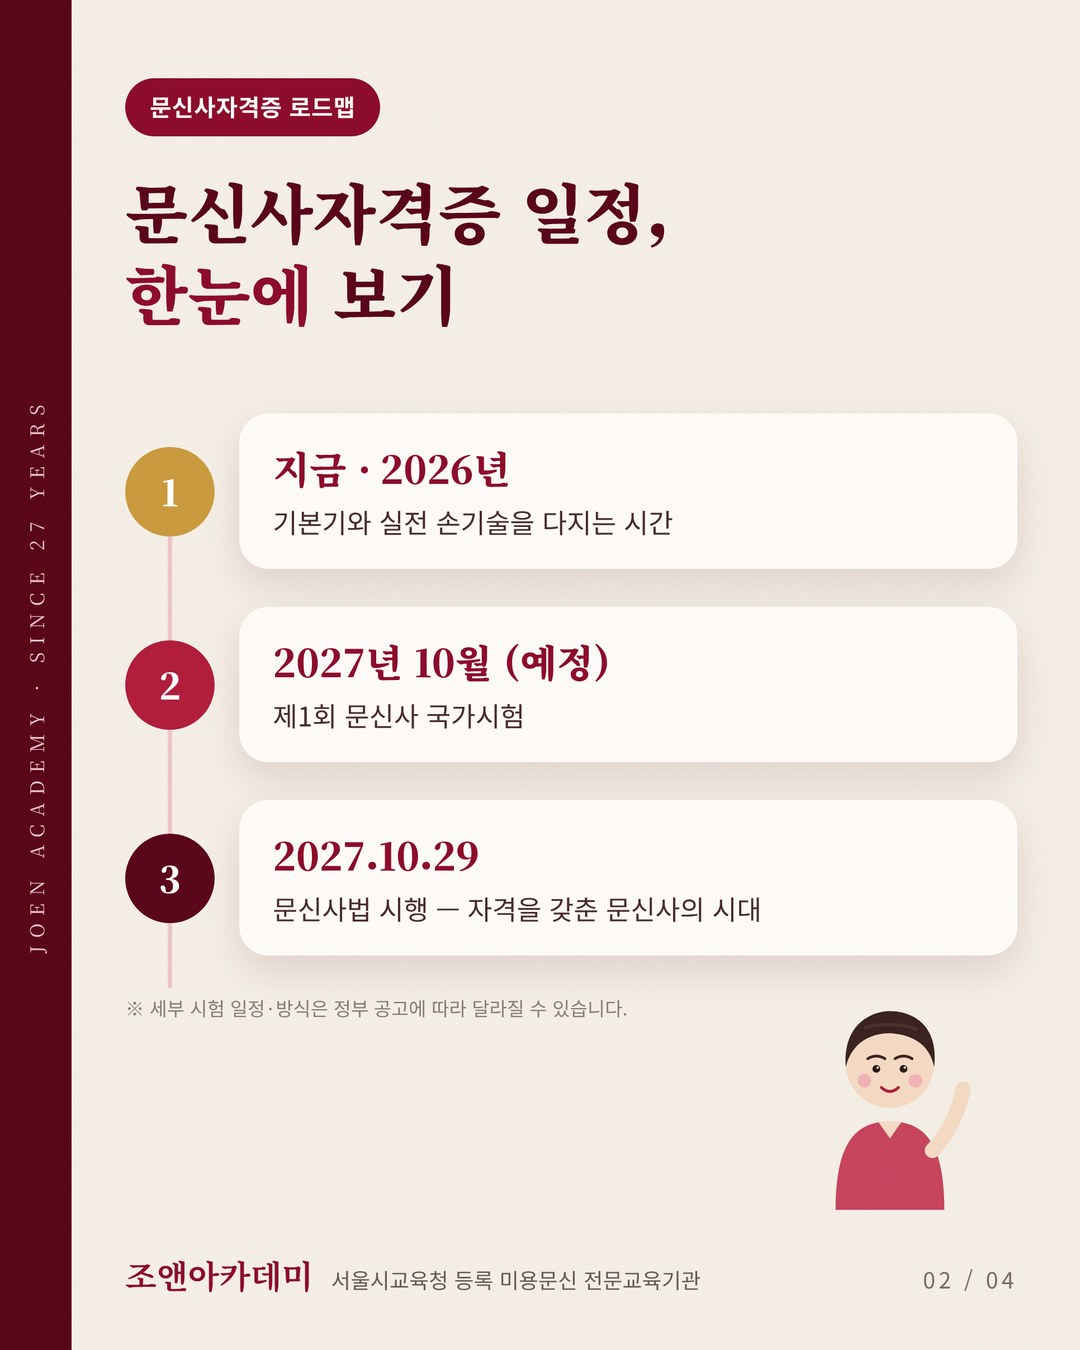 문신사자격증 로드맵
문신사자격증 일정,
한눈에 보기
JOEN ACADEMY · SINCE 27 YEARS
1
지금 · 2026년
기본기와 실전 손기술을 다지는 시간
2
2027년 10월 (예정)
제1회 문신사 국가시험
3
2027.10.29
문신사법 시행 — 자격을 갖춘 문신사의 시대
※ 세부 시험 일정·방식은 정부 공고에 따라 달라질 수 있습니다.
조앤아카데미 서울시교육청 등록 미용문신 전문교육기관
02 / 04